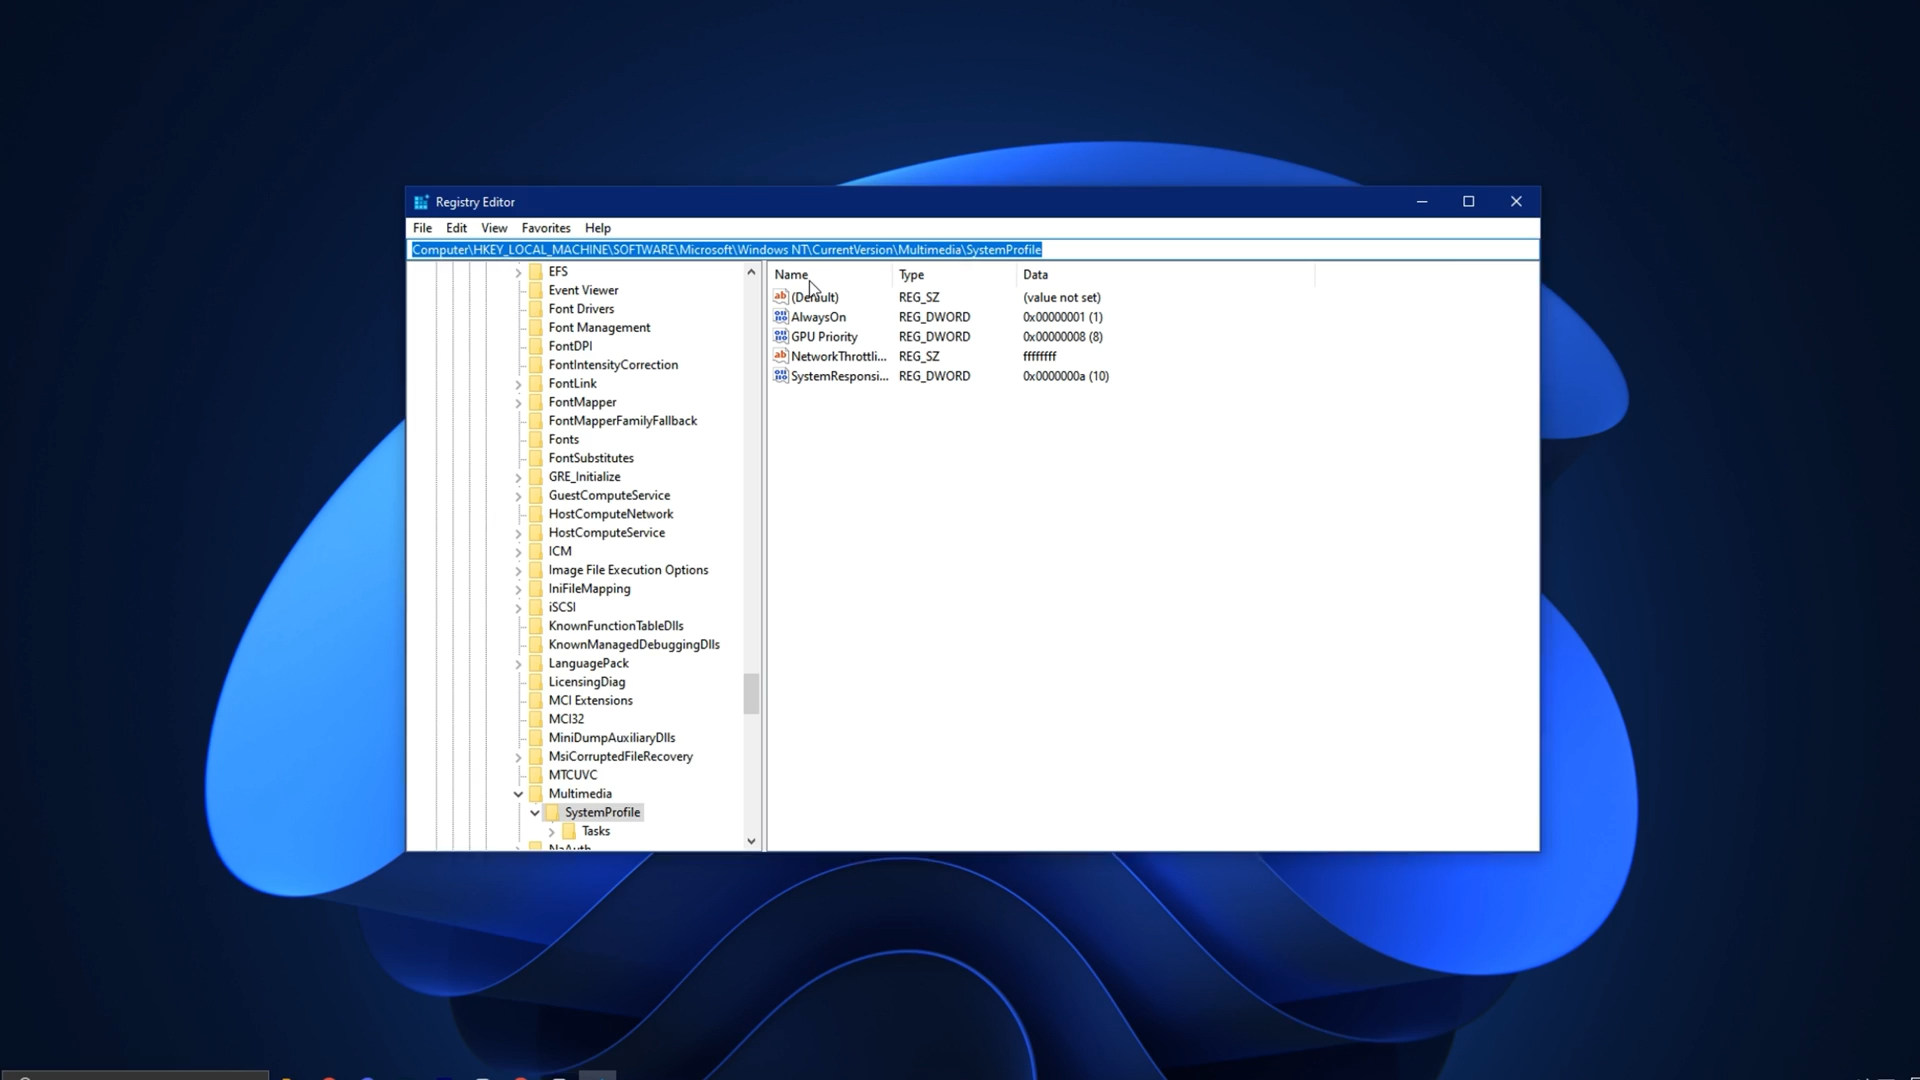 Registry Editor
File Edit View Favorites Help
Computer\HKEY_LOCAL_MACHINE\SOFTWARE\Microsoft\Windows NT\CurrentVersion\Multimedia\SystemProfile
EFS
Event Viewer
Font Drivers
Font Management
FontDPI
FontIntensityCorrection
FontLink
FontMapper
FontMapperFamilyFallback
Fonts
FontSubstitutes
GRE_Initialize
GuestComputeService
HostComputeNetwork
HostComputeService
ICM
Image File Execution Options
IniFileMapping
iSCSI
KnownFunctionTableDlls
KnownManagedDebuggingDlls
LanguagePack
LicensingDiag
MCI Extensions
MCI32
MiniDumpAuxiliaryDlls
MsiCorruptedFileRecovery
MTCUVC
Multimedia
SystemProfile
Tasks
Name Type Data
(Default) REG_SZ (value not set)
AlwaysOn REG_DWORD 0x00000001 (1)
GPU Priority REG_DWORD 0x00000008 (8)
NetworkThrottli... REG_SZ ffffffff
SystemResponsi... REG_DWORD 0x0000000a (10)